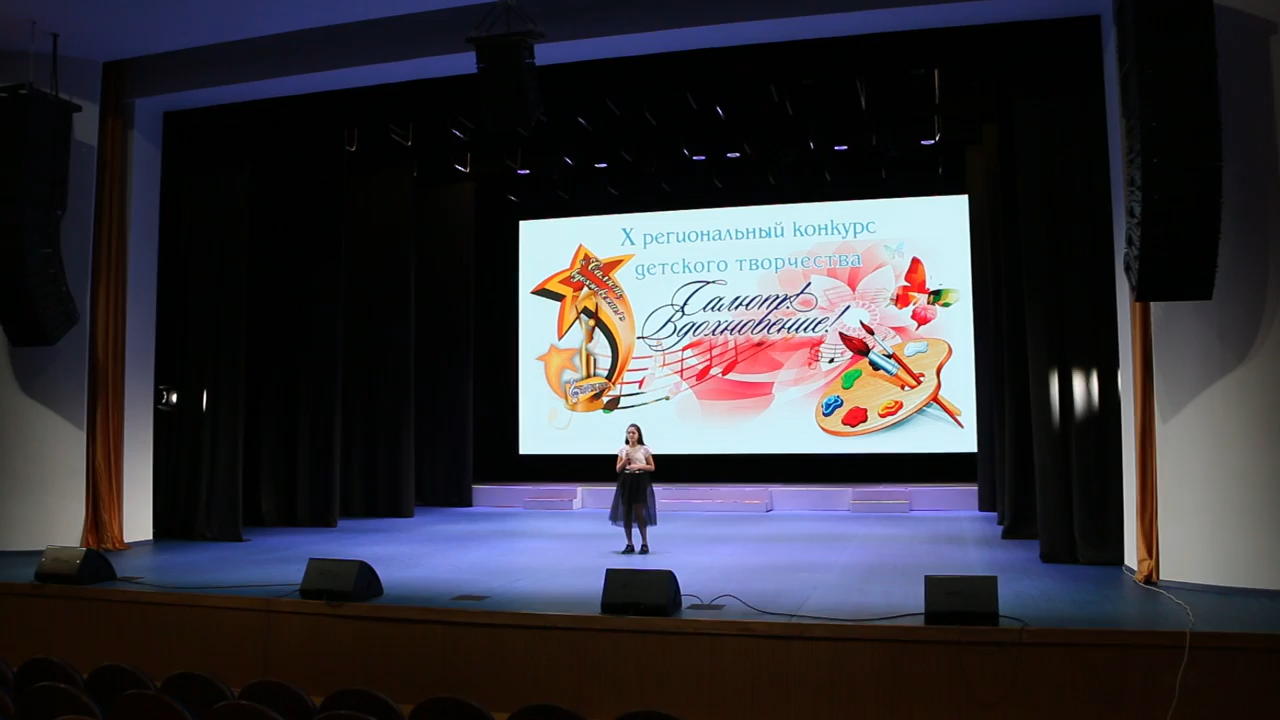 X региональный конкурс
детского творчества
Салют!
Вдохновение!